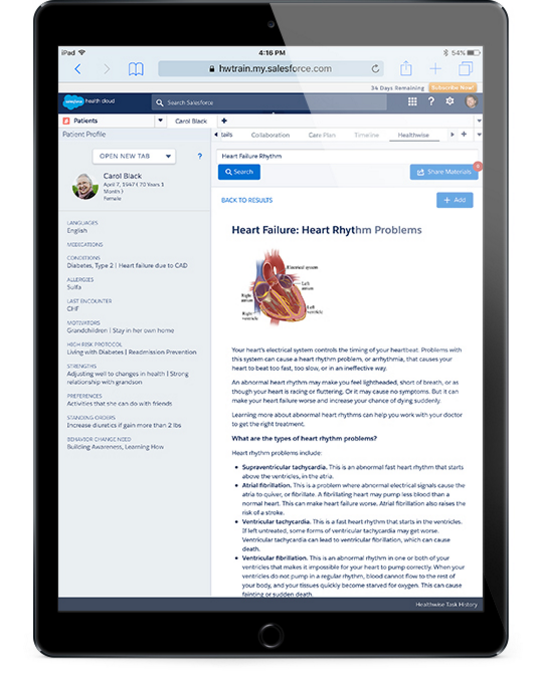 iPad
4:16 PM
54%
hwtrain.my.salesforce.com
34 Days Remaining
Subscribe Now!
salesforce health cloud
Search Salesforce
Patients
Carol Black
Patient Profile
tails
Collaboration
Care Plan
Timeline
Healthwise
OPEN NEW TAB
?
Heart Failure Rhythm
Search
Share Materials
Carol Black
April 7, 1947 ( 70 Years 1
Month )
Female
BACK TO RESULTS
+ Add
LANGUAGES
English
MEDICATIONS
CONDITIONS
Diabetes, Type 2 | Heart failure due to CAD
ALLERGIES
Sulfa
LAST ENCOUNTER
CHF
MOTIVATORS
Grandchildren | Stay in her own home
HIGH RISK PROTOCOL
Living with Diabetes | Readmission Prevention
STRENGTHS
Adjusting well to changes in health | Strong
relationship with grandson
PREFERENCES
Activities that she can do with friends
STANDING ORDERS
Increase diuretics if gain more than 2 lbs
BEHAVIOR CHANGE NEED
Building Awareness, Learning How
Heart Failure: Heart Rhythm Problems
Electrical system
Left
atrium
Right
atrium
Left
ventricle
Right
ventricle
Your heart's electrical system controls the timing of your heartbeat. Problems with
this system can cause a heart rhythm problem, or arrhythmia, that causes your
heart to beat too fast, too slow, or in an ineffective way.
An abnormal heart rhythm may make you feel lightheaded, short of breath, or as
though your heart is racing or fluttering. Or it may cause no symptoms. But it can
make your heart failure worse and increase your chance of dying suddenly.
Learning more about abnormal heart rhythms can help you work with your doctor
to get the right treatment.
What are the types of heart rhythm problems?
Heart rhythm problems include:
• Supraventricular tachycardia. This is an abnormal fast heart rhythm that starts
above the ventricles, in the atria.
• Atrial fibrillation. This is a problem where abnormal electrical signals cause the
atria to quiver, or fibrillate. A fibrillating heart may pump less blood than a
normal heart. This can make heart failure worse. Atrial fibrillation also raises the
risk of a stroke.
• Ventricular tachycardia. This is a fast heart rhythm that starts in the ventricles.
If left untreated, some forms of ventricular tachycardia may get worse.
Ventricular tachycardia can lead to ventricular fibrillation, which can cause
death.
• Ventricular fibrillation. This is an abnormal rhythm in one or both of your
ventricles that makes it impossible for your heart to pump correctly. When your
ventricles do not pump in a regular rhythm, blood cannot flow to the rest of
your body, and your tissues quickly become starved for oxygen. This can cause
fainting or sudden death.
Healthwise Task History